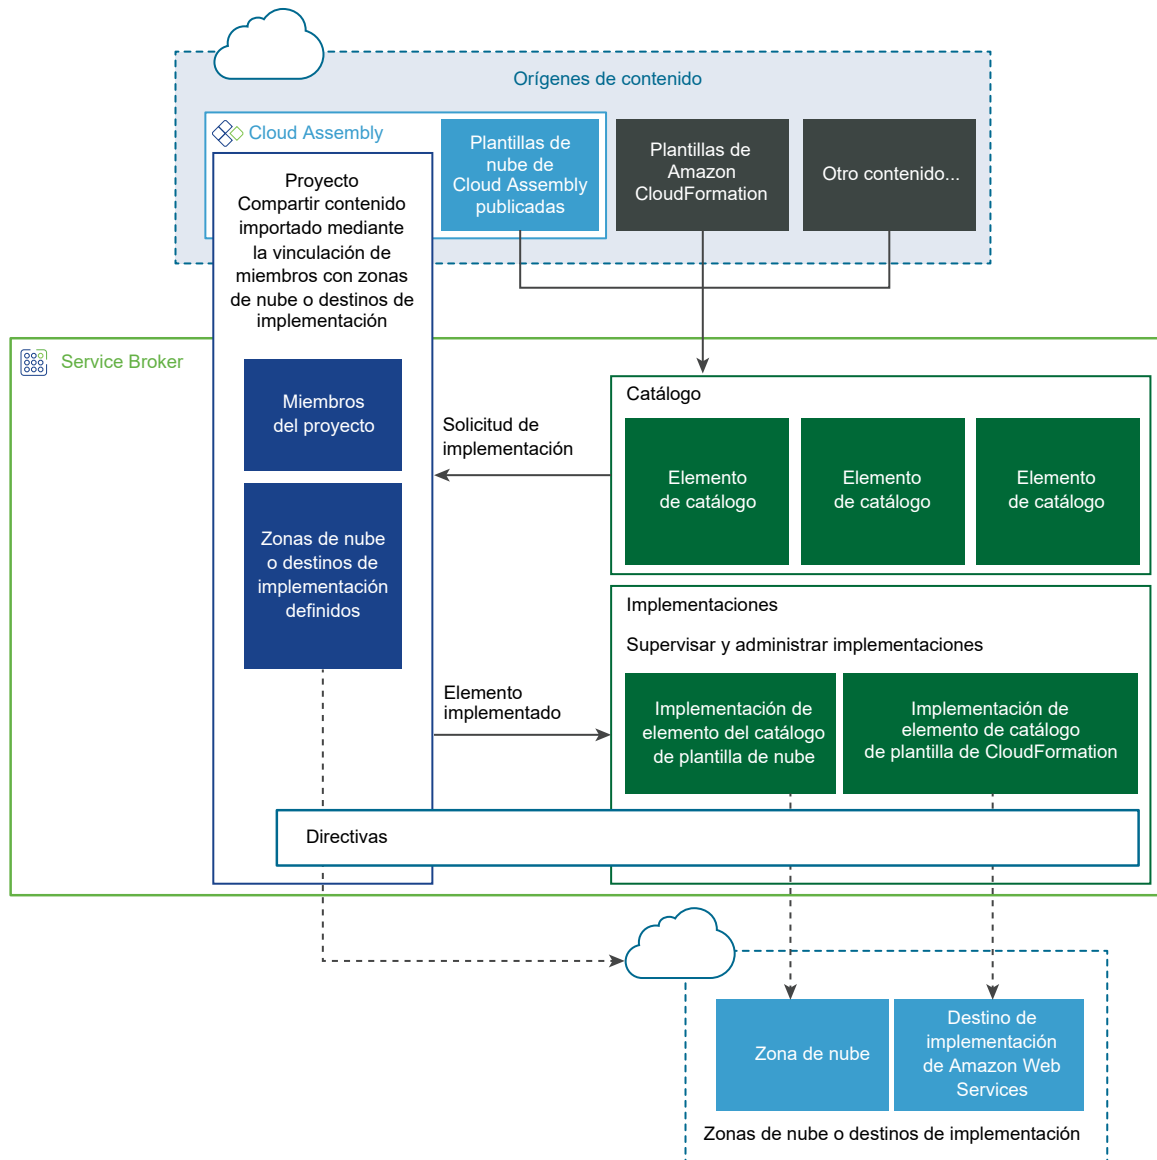 Orígenes de contenido
Cloud Assembly
Plantillas de
nube de
Cloud Assembly
publicadas
Plantillas de
Amazon
CloudFormation
Otro contenido...
Proyecto
Compartir contenido
importado mediante
la vinculación de
miembros con zonas
de nube o destinos de
implementación
Service Broker
Miembros
del proyecto
Zonas de nube
o destinos de
implementación
definidos
Solicitud de
implementación
Catálogo
Elemento
de catálogo
Elemento
de catálogo
Elemento
de catálogo
Implementaciones
Supervisar y administrar implementaciones
Elemento
implementado
Implementación de
elemento del catálogo
de plantilla de nube
Implementación de
elemento de catálogo
de plantilla de CloudFormation
Directivas
Zona de nube
Destino de
implementación
de Amazon Web
Services
Zonas de nube o destinos de implementación